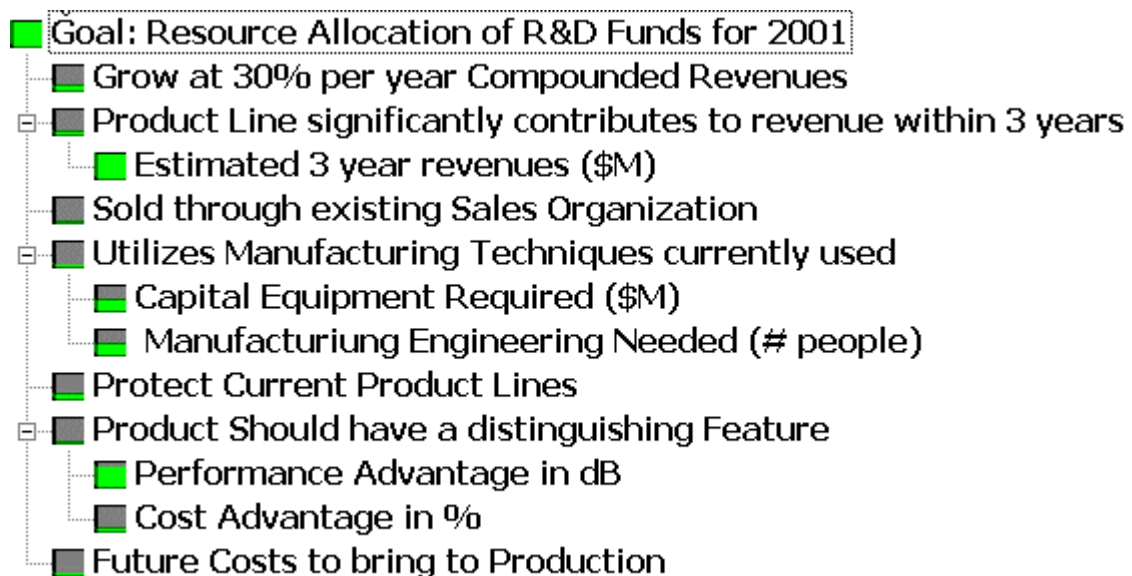 Goal: Resource Allocation of R&D Funds for 2001
Grow at 30% per year Compounded Revenues
Product Line significantly contributes to revenue within 3 years
Estimated 3 year revenues ($M)
Sold through existing Sales Organization
Utilizes Manufacturing Techniques currently used
Capital Equipment Required ($M)
Manufacturiung Engineering Needed (# people)
Protect Current Product Lines
Product Should have a distinguishing Feature
Performance Advantage in dB
Cost Advantage in %
Future Costs to bring to Production